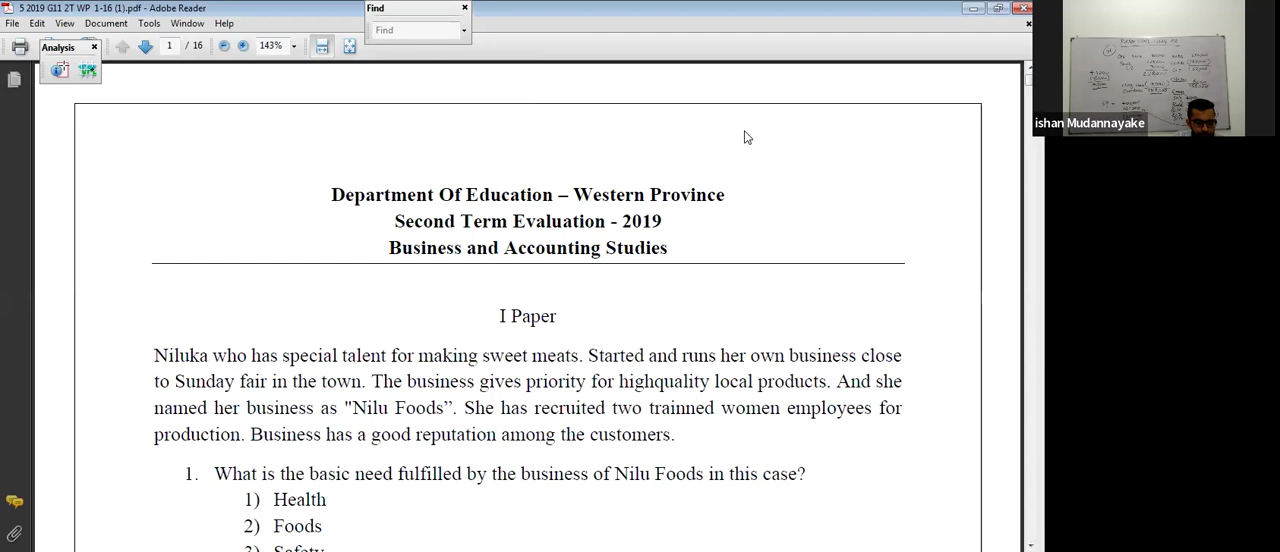 5 2019 G11 2T WP 1-16 (1).pdf - Adobe Reader
File Edit View Document Tools Window Help
Find
Find
1 / 16 143%
Analysis
ishan Mudannayake
Department Of Education – Western Province
Second Term Evaluation - 2019
Business and Accounting Studies
I Paper
Niluka who has special talent for making sweet meats. Started and runs her own business close
to Sunday fair in the town. The business gives priority for highquality local products. And she
named her business as "Nilu Foods”. She has recruited two trainned women employees for
production. Business has a good reputation among the customers.
1. What is the basic need fulfilled by the business of Nilu Foods in this case?
1) Health
2) Foods
3) Safety